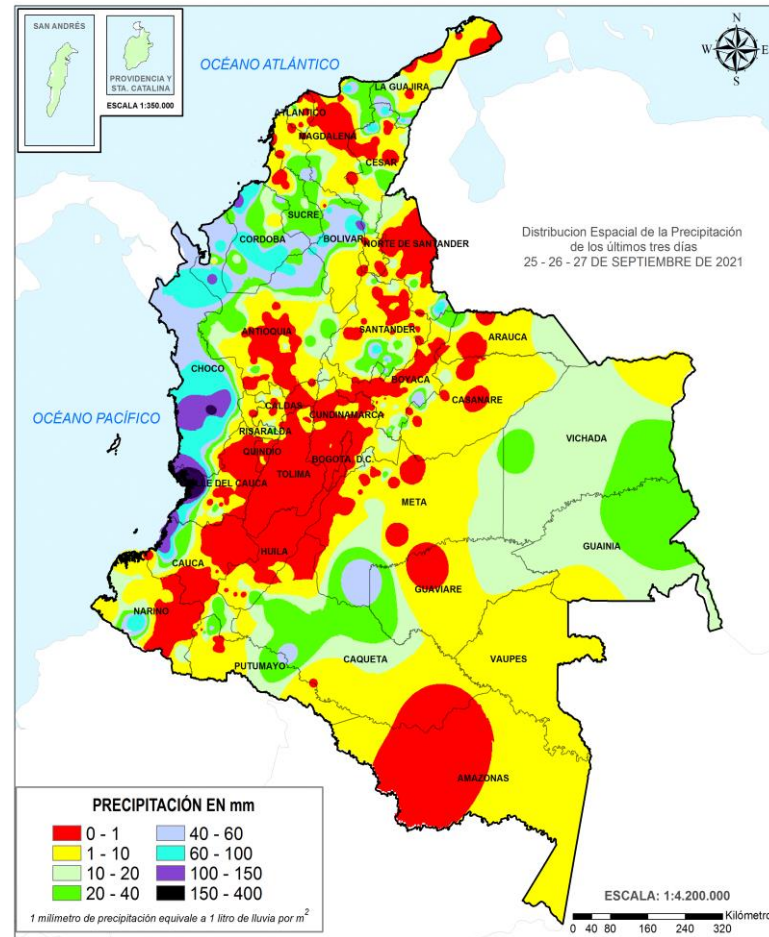 SAN ANDRÉS
PROVIDENCIA Y
STA. CATALINA
ESCALA 1:350.000
OCÉANO ATLÁNTICO
N
W
E
S
LA GUAJIRA
ATLÁNTICO
MAGDALENA
CESAR
SUCRE
CORDOBA
BOLIVAR
NORTE DE SANTANDER
Distribucion Espacial de la Precipitación
de los últimos tres días
25 - 26 - 27 DE SEPTIEMBRE DE 2021
ANTIOQUIA
SANTANDER
ARAUCA
CHOCO
BOYACA
CASANARE
CALDAS
CUNDINAMARCA
OCÉANO PACÍFICO
RISARALDA
VICHADA
QUINDIO
BOGOTA, D.C.
TOLIMA
VALLE DEL CAUCA
META
GUAINIA
HUILA
CAUCA
GUAVIARE
NARIÑO
CAQUETA
VAUPES
PUTUMAYO
AMAZONAS
PRECIPITACIÓN EN mm
0 - 1
40 - 60
1 - 10
60 - 100
10 - 20
100 - 150
20 - 40
150 - 400
1 milímetro de precipitación equivale a 1 litro de lluvia por m²
ESCALA: 1:4.200.000
Kilómetro
0 40 80 160 240 320